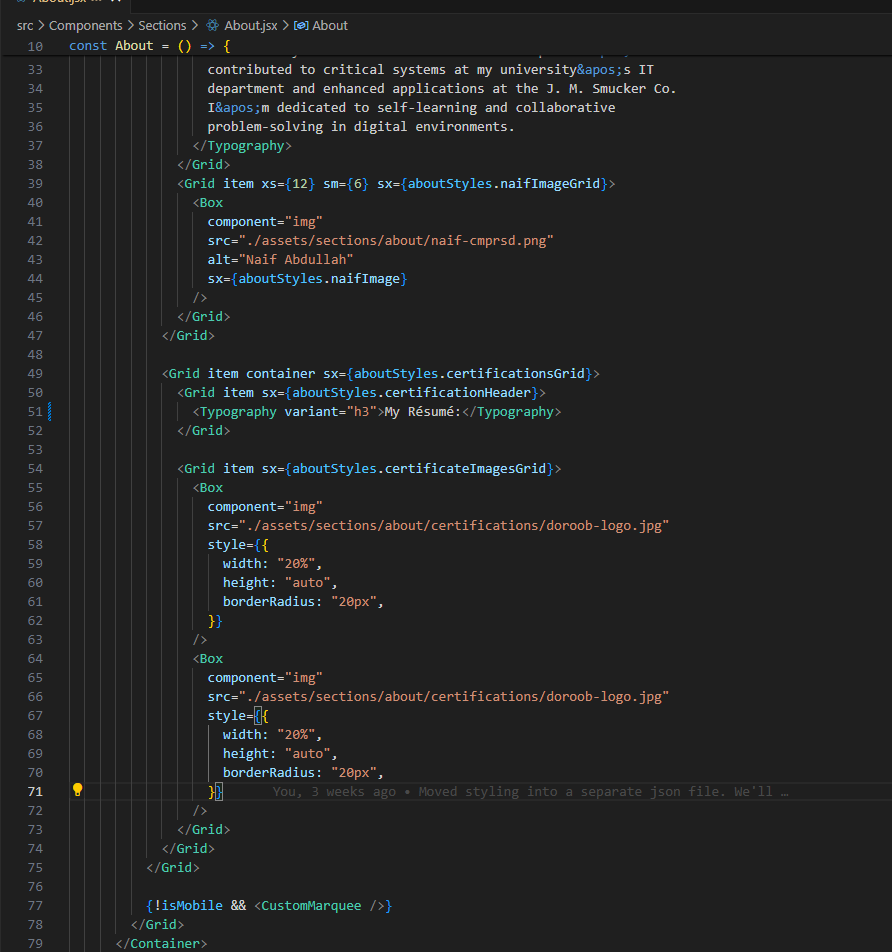 src > Components > Sections > About.jsx > About
10 const About = () => {
33 contributed to critical systems at my university&apos;s IT
34 department and enhanced applications at the J. M. Smucker Co.
35 I&apos;m dedicated to self-learning and collaborative
36 problem-solving in digital environments.
37 </Typography>
38 </Grid>
39 <Grid item xs={12} sm={6} sx={aboutStyles.naifImageGrid}>
40 <Box
41 component="img"
42 src="./assets/sections/about/naif-cmprsd.png"
43 alt="Naif Abdullah"
44 sx={aboutStyles.naifImage}
45 />
46 </Grid>
47 </Grid>
48
49 <Grid item container sx={aboutStyles.certificationsGrid}>
50 <Grid item sx={aboutStyles.certificationHeader}>
51 <Typography variant="h3">My Résumé:</Typography>
52 </Grid>
53
54 <Grid item sx={aboutStyles.certificateImagesGrid}>
55 <Box
56 component="img"
57 src="./assets/sections/about/certifications/doroob-logo.jpg"
58 style={{
59 width: "20%",
60 height: "auto",
61 borderRadius: "20px",
62 }}
63 />
64 <Box
65 component="img"
66 src="./assets/sections/about/certifications/doroob-logo.jpg"
67 style={{
68 width: "20%",
69 height: "auto",
70 borderRadius: "20px",
71 }} You, 3 weeks ago • Moved styling into a separate json file. We'll …
72 />
73 </Grid>
74 </Grid>
75 </Grid>
76
77 {!isMobile && <CustomMarquee />}
78 </Grid>
79 </Container>